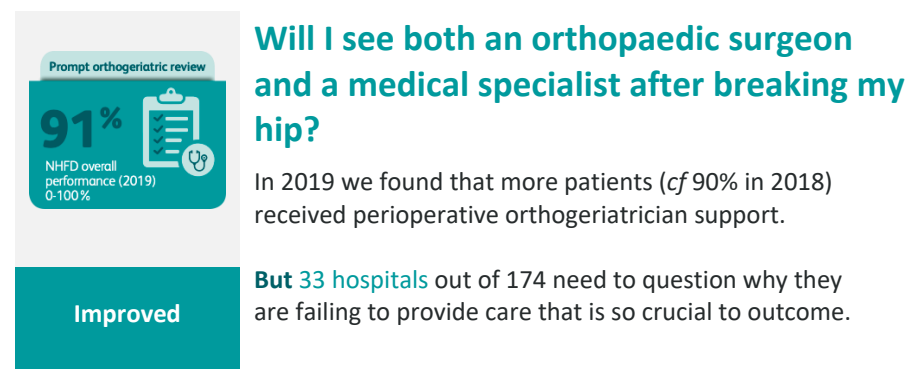 Prompt orthogeriatric review
91%
NHFD overall
performance (2019)
0-100%
Improved
Will I see both an orthopaedic surgeon
and a medical specialist after breaking my
hip?
In 2019 we found that more patients (cf 90% in 2018)
received perioperative orthogeriatrician support.
But 33 hospitals out of 174 need to question why they
are failing to provide care that is so crucial to outcome.